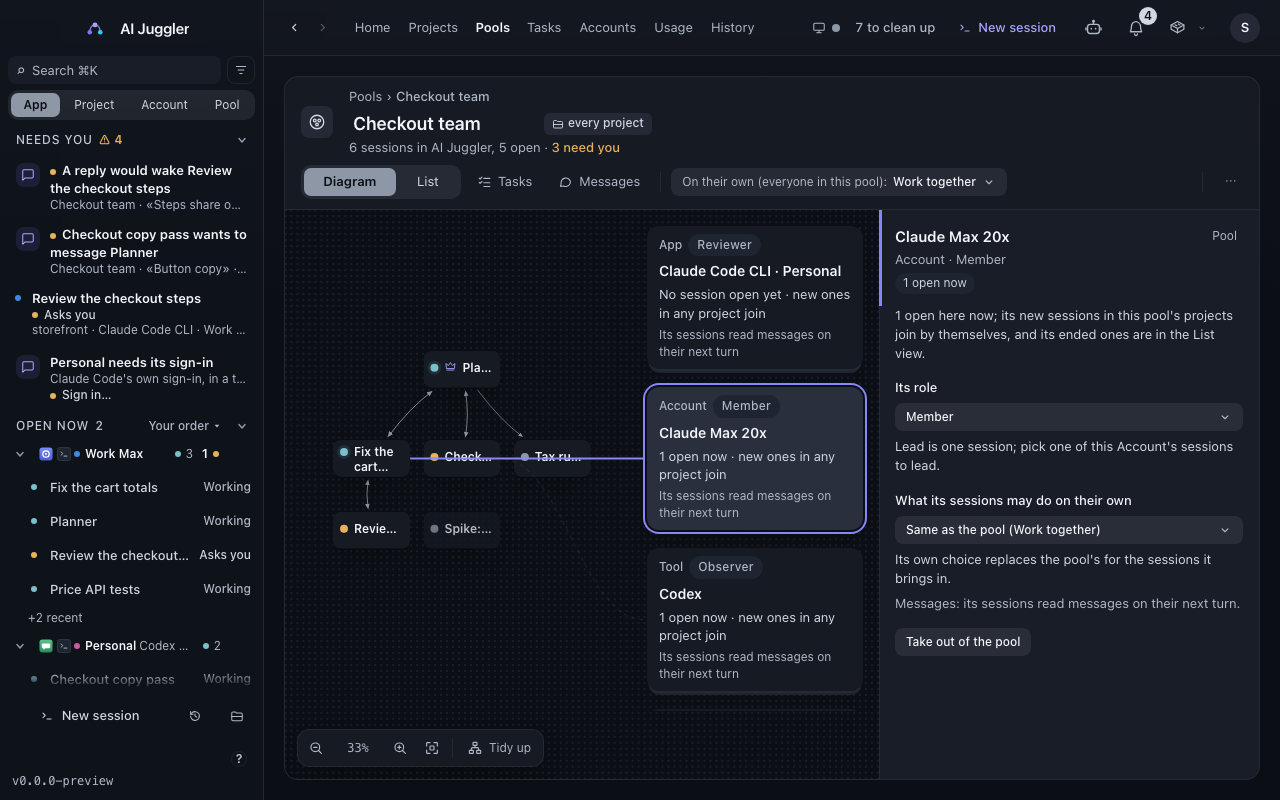 AI Juggler
Search ⌘K
App Project Account Pool
NEEDS YOU 4
A reply would wake Review
the checkout steps
Checkout team · «Steps share o...
Checkout copy pass wants to
message Planner
Checkout team · «Button copy» ·...
Review the checkout steps
Asks you
storefront · Claude Code CLI · Work ...
Personal needs its sign-in
Claude Code's own sign-in, in a t...
Sign in...
OPEN NOW 2 Your order
Work Max 3 1
Fix the cart totals Working
Planner Working
Review the checkout... Asks you
Price API tests Working
+2 recent
Personal Codex ... 2
Checkout copy pass Working
New session
?
v0.0.0-preview
Home Projects Pools Tasks Accounts Usage History
7 to clean up
New session
4
S
Pools › Checkout team
Checkout team
every project
6 sessions in AI Juggler, 5 open · 3 need you
Diagram List Tasks Messages
On their own (everyone in this pool): Work together
...
Pla...
Fix the
cart...
Check...
Tax ru...
Revie...
Spike:...
App Reviewer
Claude Code CLI · Personal
No session open yet · new ones
in any project join
Its sessions read messages on
their next turn
Account Member
Claude Max 20x
1 open now · new ones in any
project join
Its sessions read messages on
their next turn
Tool Observer
Codex
1 open now · new ones in any
project join
Its sessions read messages on
their next turn
33%
Tidy up
Claude Max 20x Pool
Account · Member
1 open now
1 open here now; its new sessions in this pool's projects
join by themselves, and its ended ones are in the List
view.
Its role
Member
Lead is one session; pick one of this Account's sessions
to lead.
What its sessions may do on their own
Same as the pool (Work together)
Its own choice replaces the pool's for the sessions it
brings in.
Messages: its sessions read messages on their next turn.
Take out of the pool